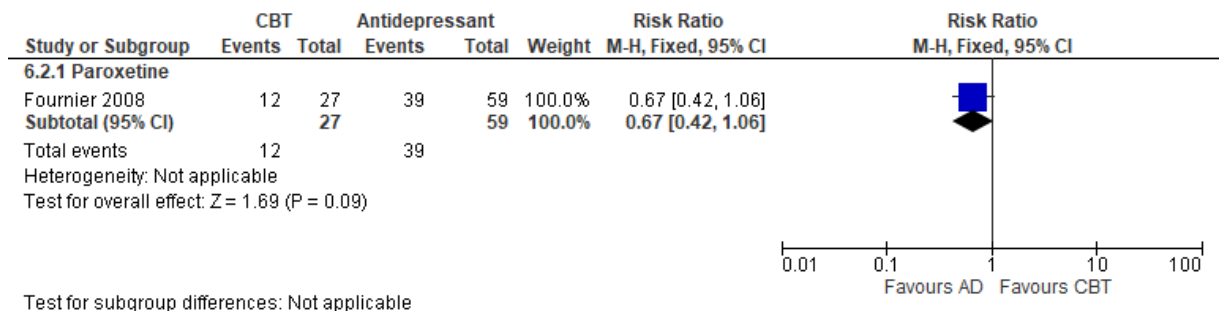 CBT Antidepressant Risk Ratio Risk Ratio
Study or Subgroup Events Total Events Total Weight M-H, Fixed, 95% CI M-H, Fixed, 95% CI
6.2.1 Paroxetine
Fournier 2008 12 27 39 59 100.0% 0.67 [0.42, 1.06]
Subtotal (95% CI) 27 59 100.0% 0.67 [0.42, 1.06]
Total events 12 39
Heterogeneity: Not applicable
Test for overall effect: Z = 1.69 (P = 0.09)
0.01 0.1 1 10 100
Favours AD Favours CBT
Test for subgroup differences: Not applicable